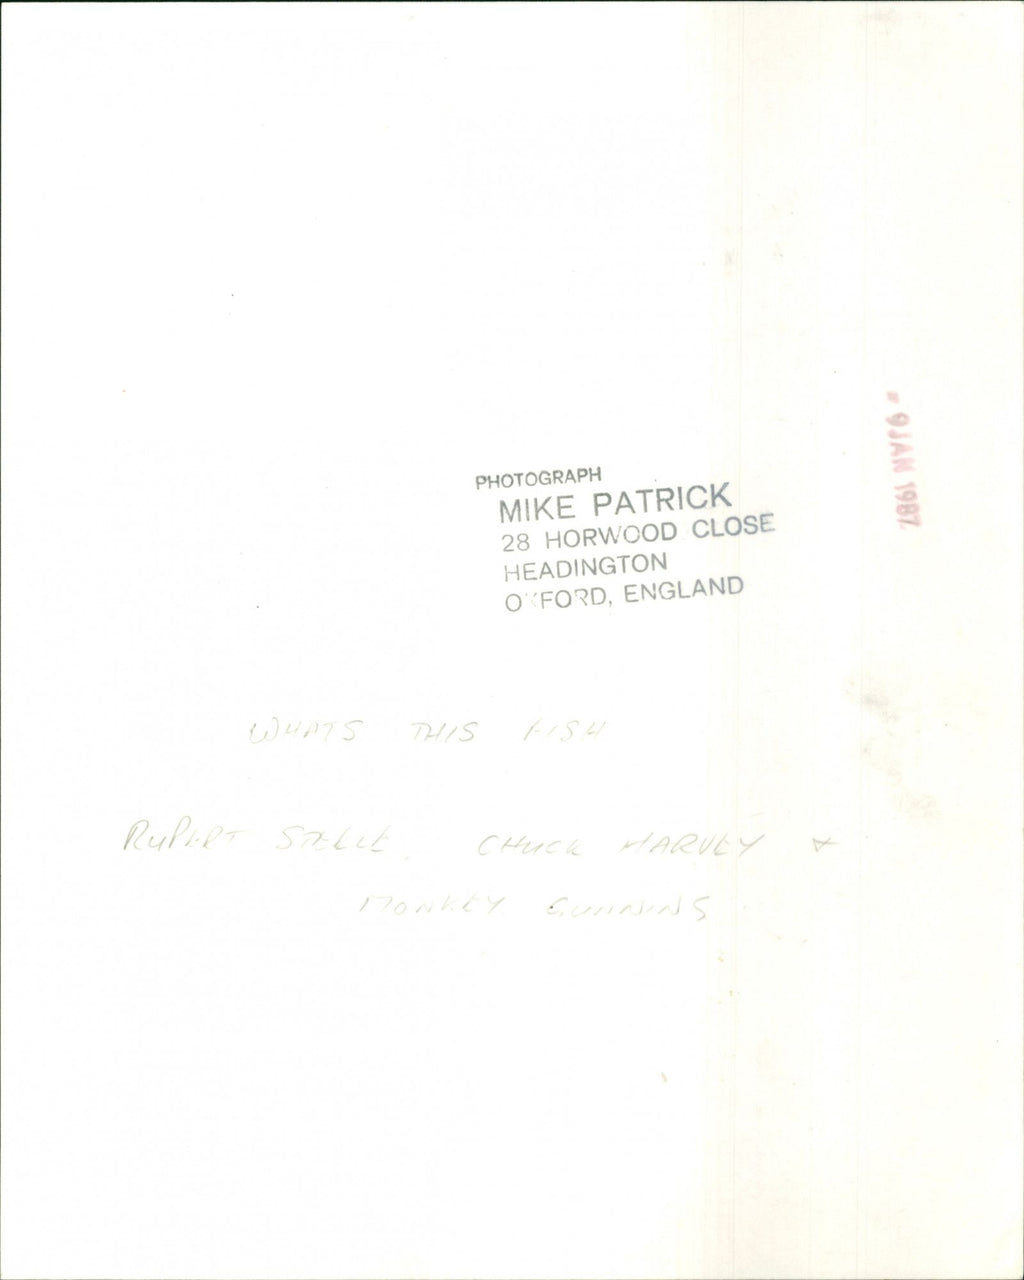 PHOTOGRAPH
MIKE PATRICK
28 HORWOOD CLOSE
HEADINGTON
OXFORD, ENGLAND
9 JAN 1987
WHATS THIS FISH
RUPERT STEELE CHUCK HARVEY &
MONKEY GUNNING